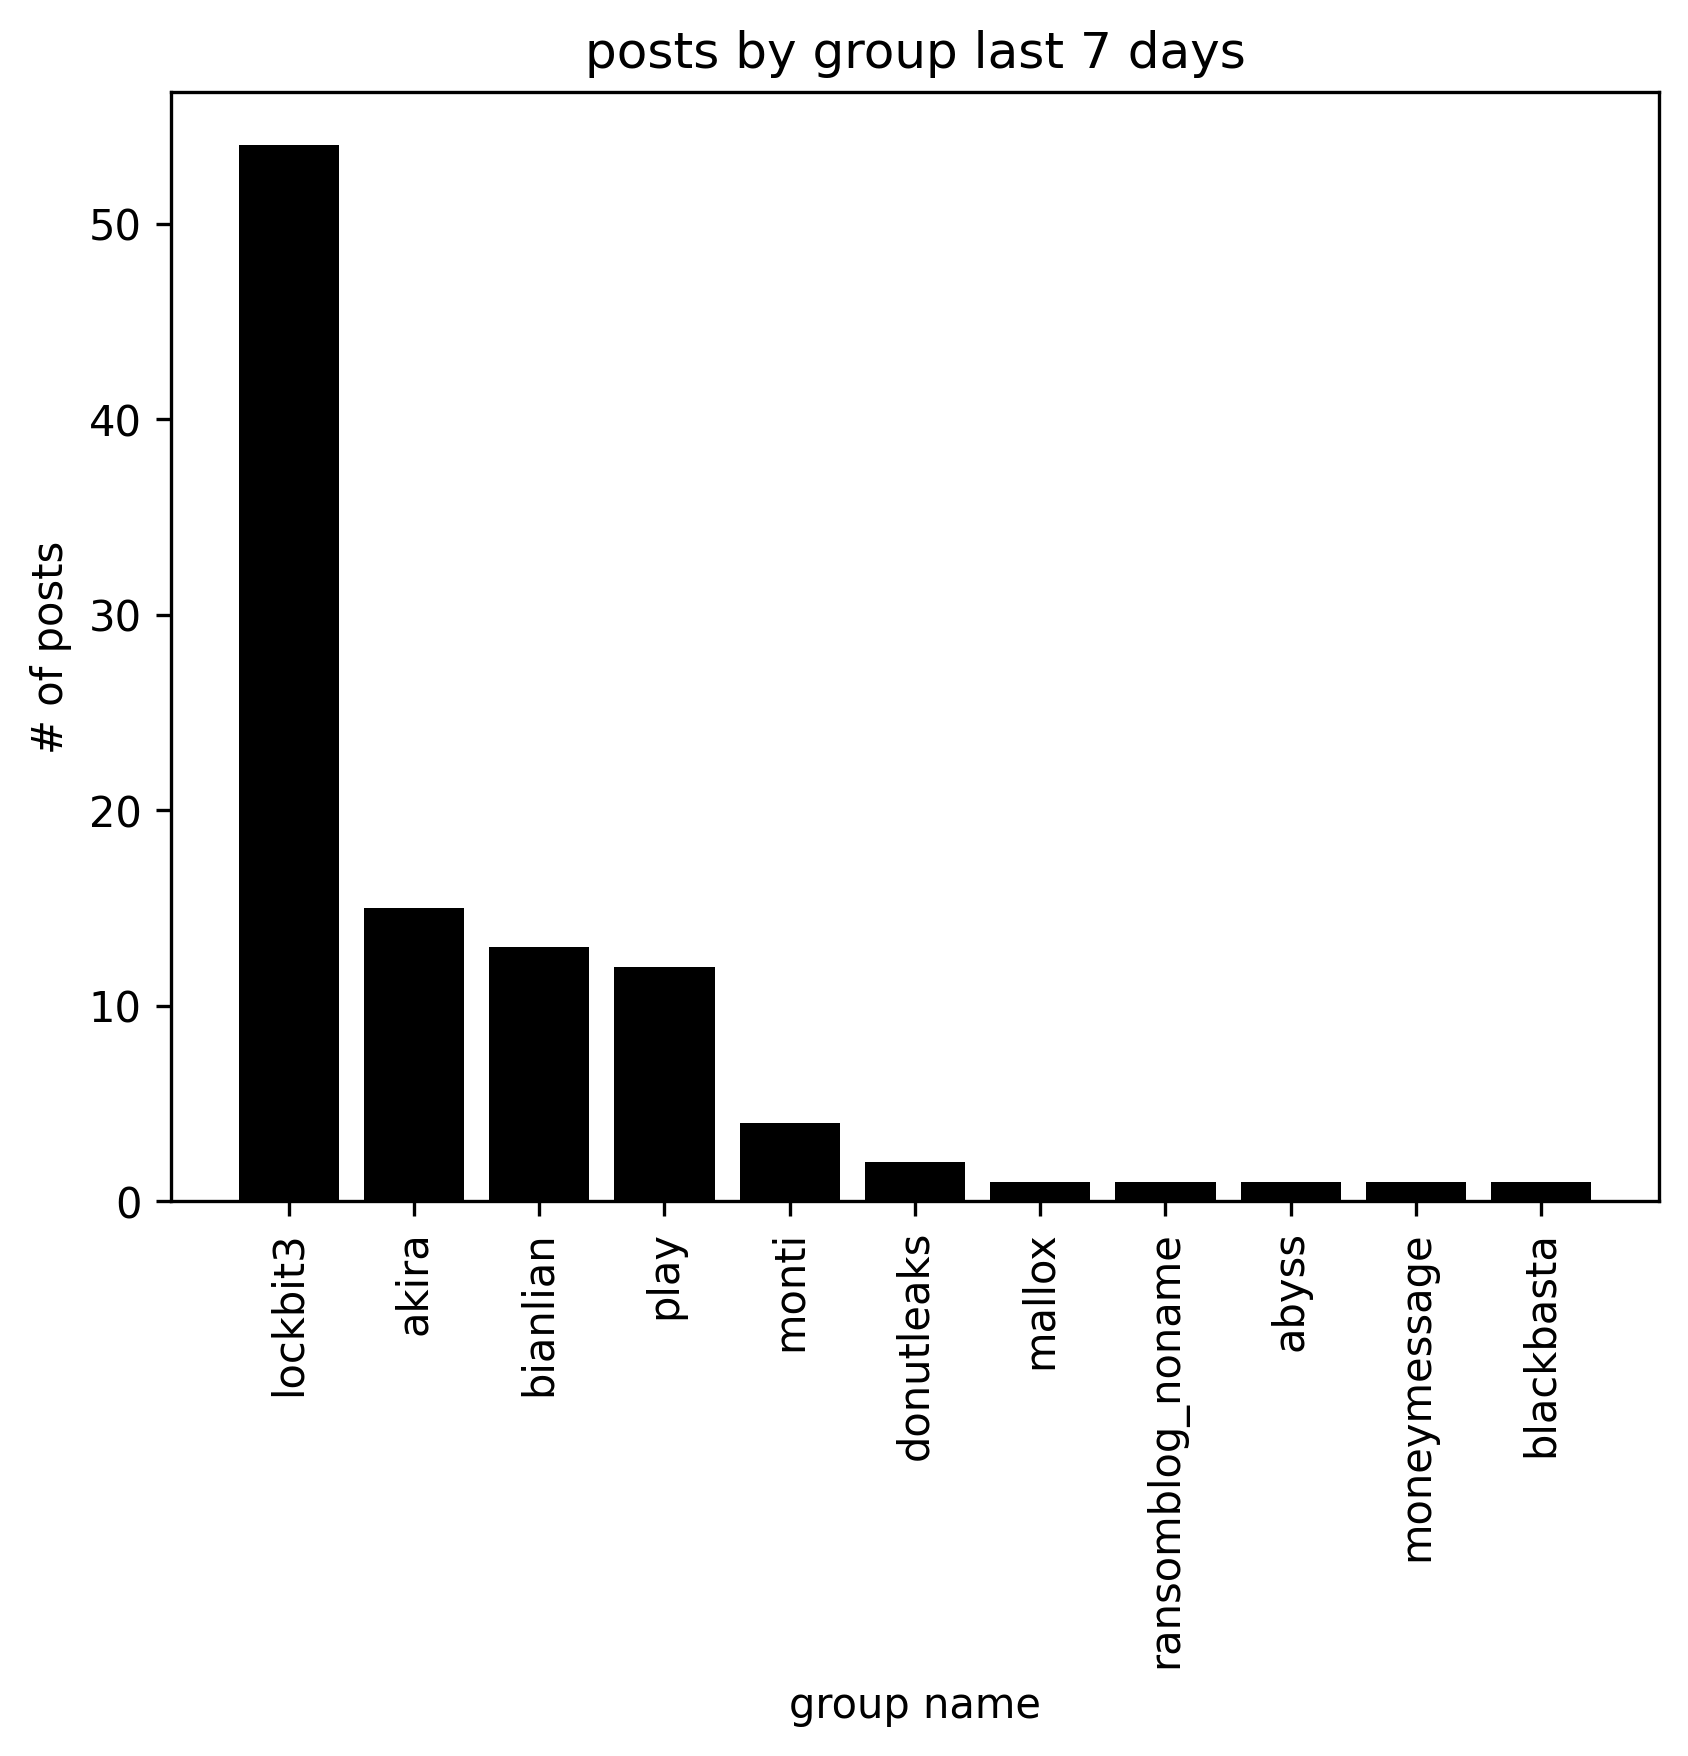 posts by group last 7 days
# of posts
50
40
30
20
10
0
lockbit3
akira
bianlian
play
monti
donutleaks
mallox
ransomblog_noname
abyss
moneymessage
blackbasta
group name